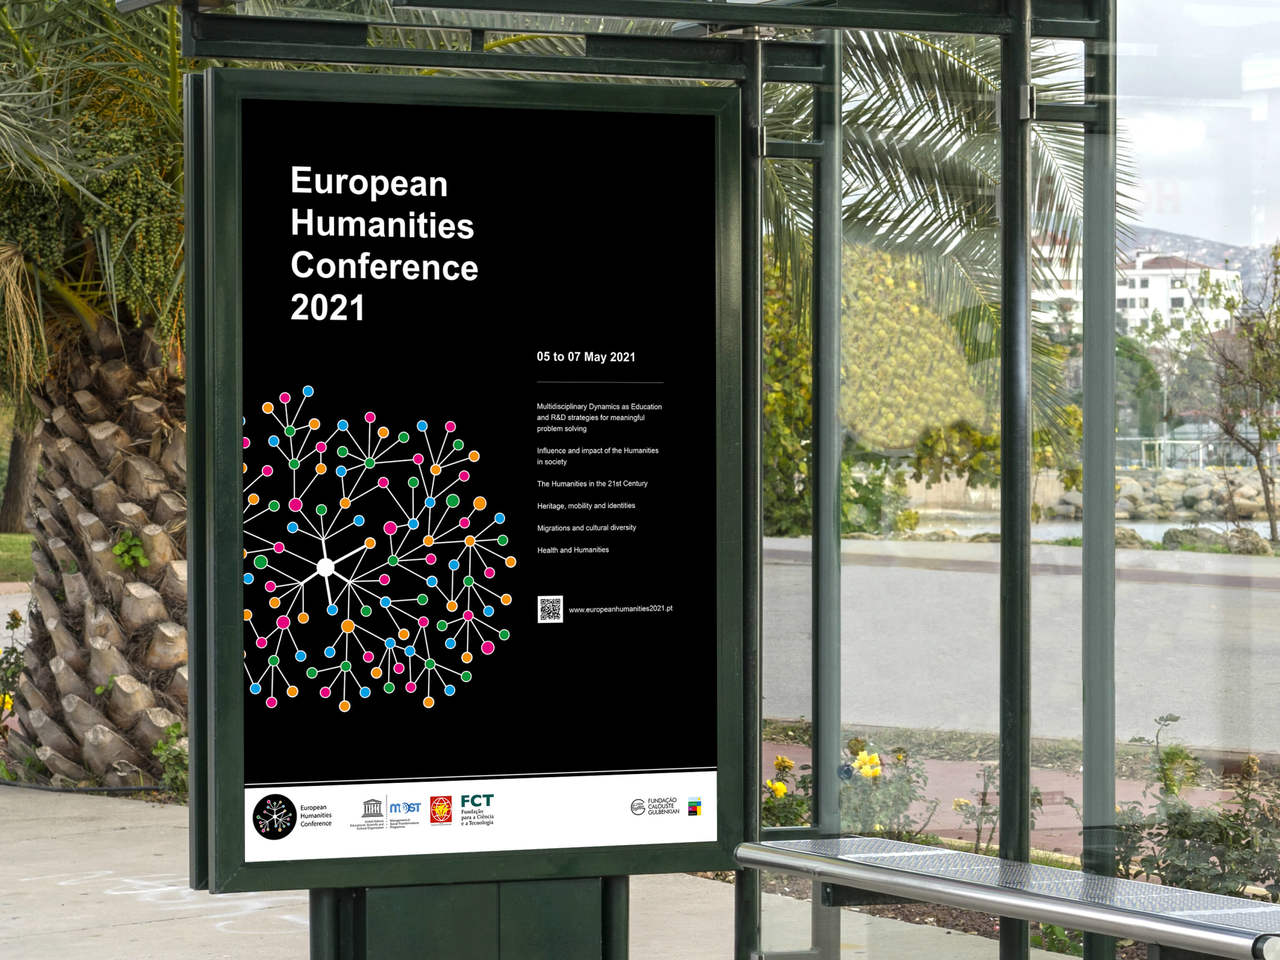 European
Humanities
Conference
2021
05 to 07 May 2021
Multidisciplinary Dynamics as Education
and R&D strategies for meaningful
problem solving
Influence and impact of the Humanities
in society
The Humanities in the 21st Century
Heritage, mobility and identities
Migrations and cultural diversity
Health and Humanities
www.europeanhumanities2021.pt
European
Humanities
Conference
MOST
FCT
Fundação
para a Ciência
e a Tecnologia
FUNDAÇÃO
CALOUSTE
GULBENKIAN